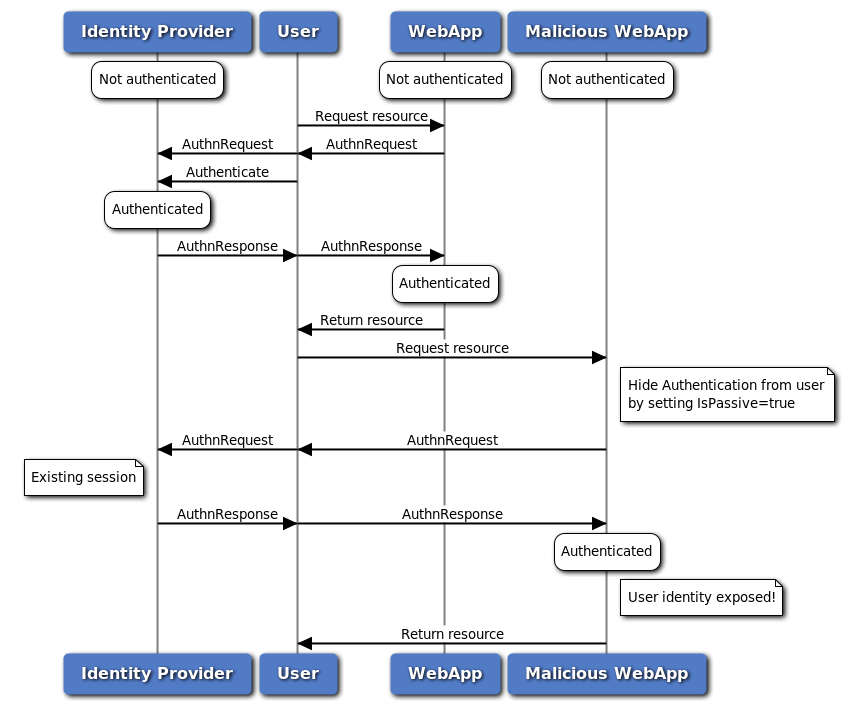 Identity Provider
User
WebApp
Malicious WebApp
Not authenticated
Not authenticated
Not authenticated
Request resource
AuthnRequest
AuthnRequest
Authenticate
Authenticated
AuthnResponse
AuthnResponse
Authenticated
Return resource
Request resource
Hide Authentication from user
by setting IsPassive=true
AuthnRequest
AuthnRequest
Existing session
AuthnResponse
AuthnResponse
Authenticated
User identity exposed!
Return resource
Identity Provider
User
WebApp
Malicious WebApp